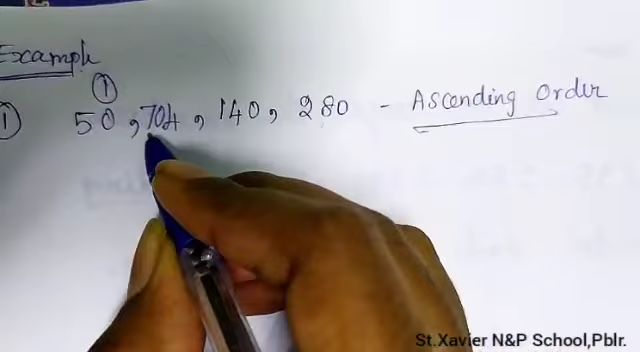 Example
①
① 50, 704, 140, 280 - Ascending Order
St.Xavier N&P School,Pblr.